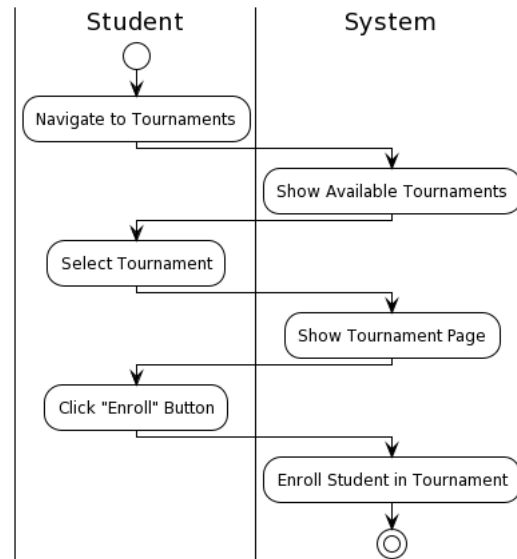 Student
System
Navigate to Tournaments
Show Available Tournaments
Select Tournament
Show Tournament Page
Click "Enroll" Button
Enroll Student in Tournament